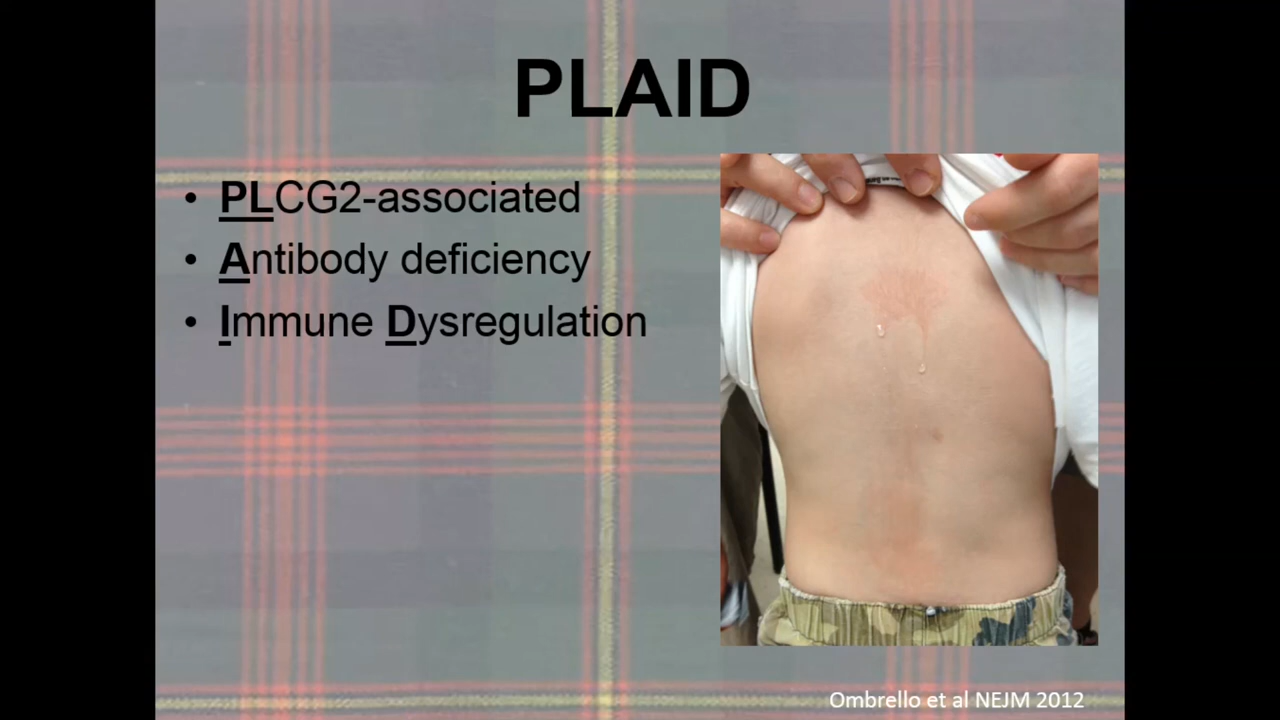 PLAID
• PLCG2-associated
• Antibody deficiency
• Immune Dysregulation
Ombrello et al NEJM 2012